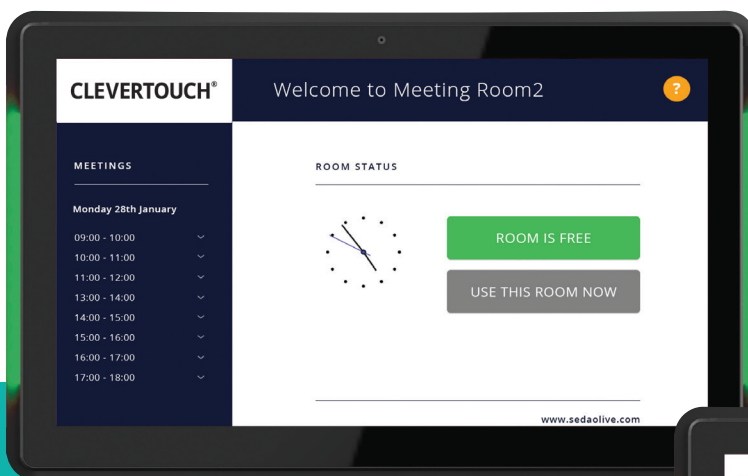 CLEVERTOUCH®
Welcome to Meeting Room2
?
MEETINGS
Monday 28th January
09:00 - 10:00
10:00 - 11:00
11:00 - 12:00
13:00 - 14:00
14:00 - 15:00
15:00 - 16:00
16:00 - 17:00
17:00 - 18:00
ROOM STATUS
ROOM IS FREE
USE THIS ROOM NOW
www.sedaolive.com